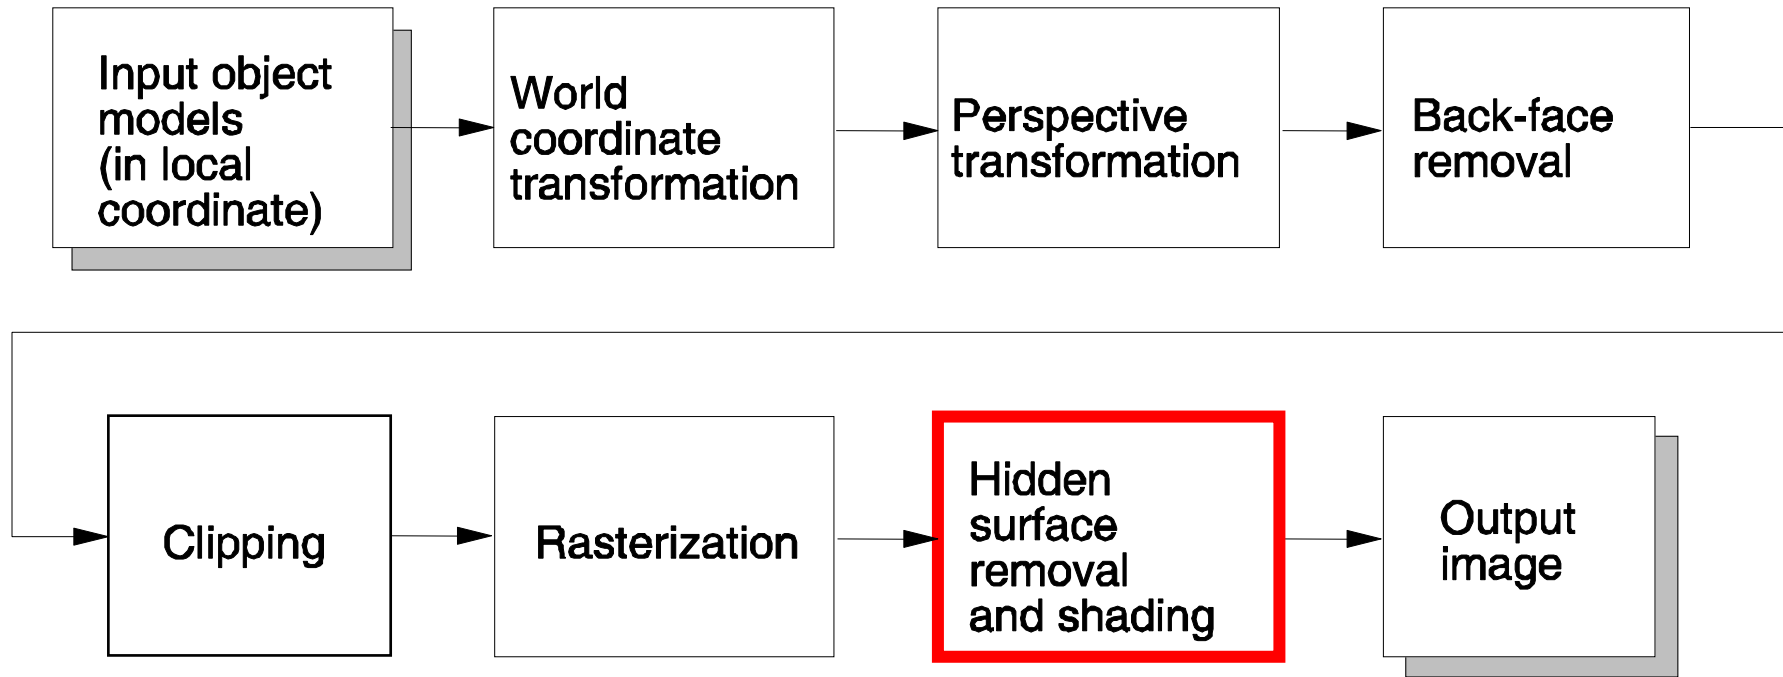 Input object
models
(in local
coordinate)
World
coordinate
transformation
Perspective
transformation
Back-face
removal
Clipping
Rasterization
Hidden
surface
removal
and shading
Output
image